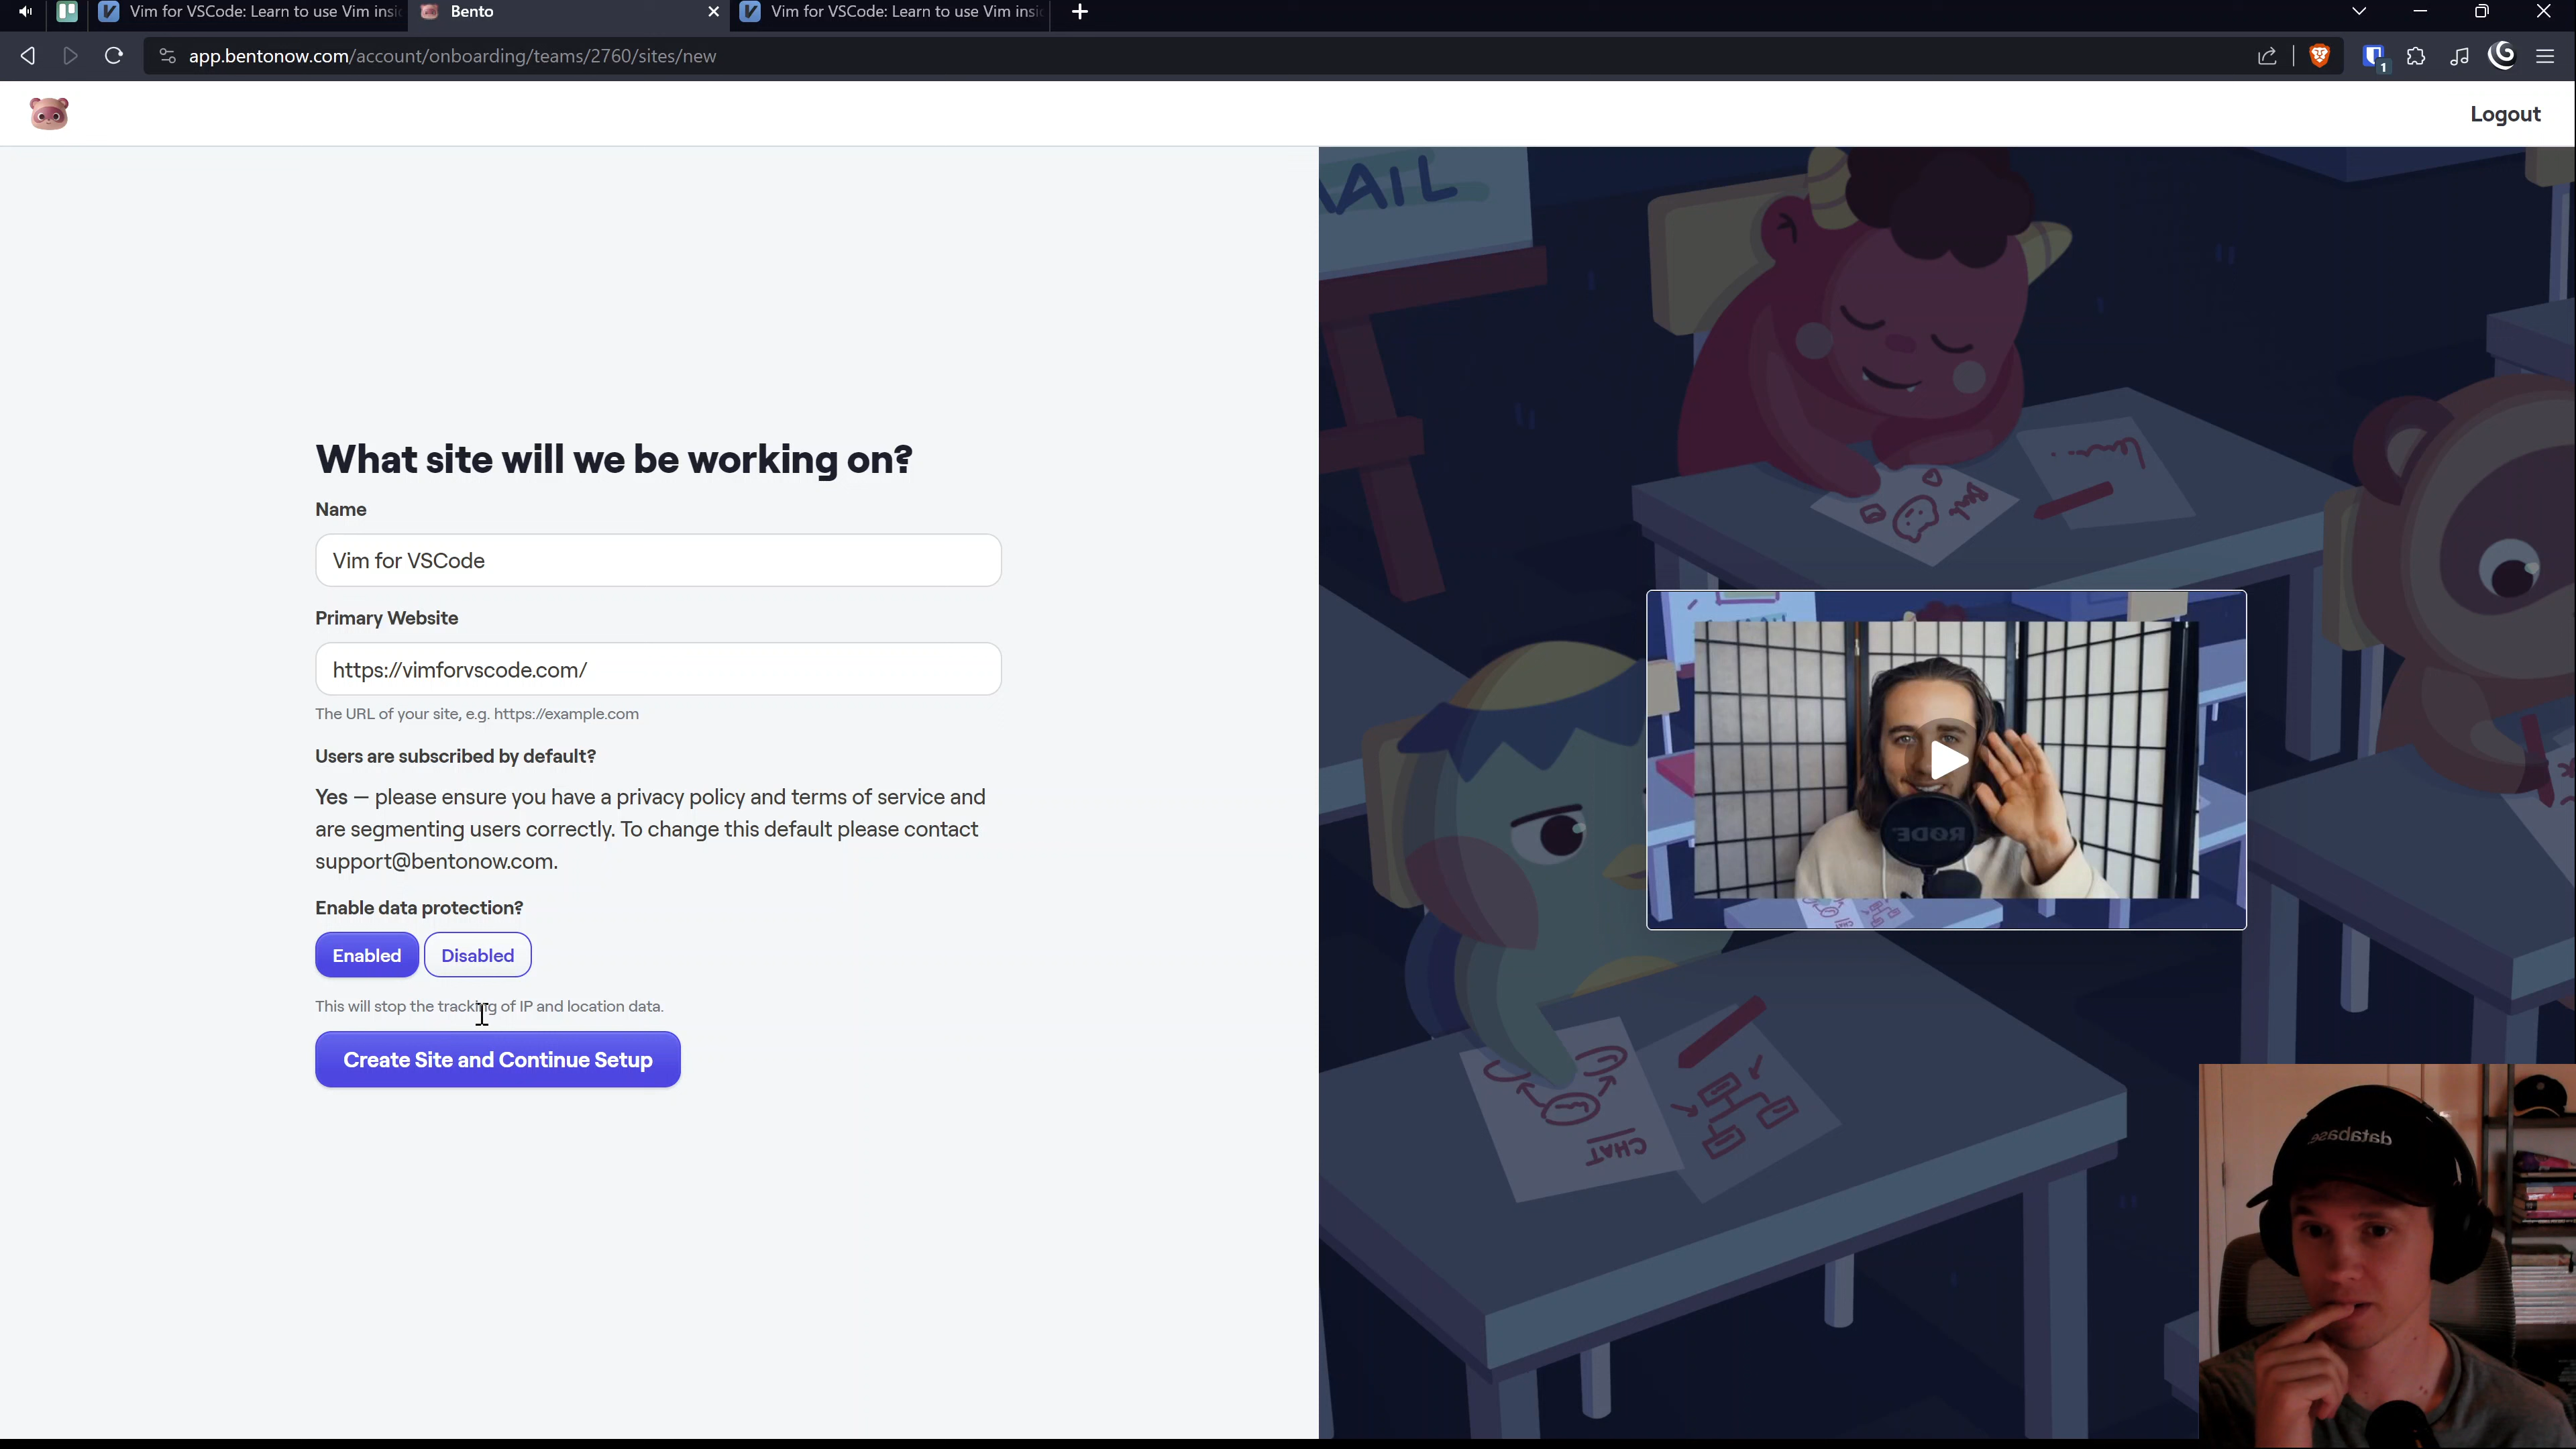 Vim for VSCode: Learn to use Vim insi
Bento
Vim for VSCode: Learn to use Vim insi
app.bentonow.com/account/onboarding/teams/2760/sites/new
1
Logout
AIL
What site will we be working on?
Name
Vim for VSCode
Primary Website
https://vimforvscode.com/
The URL of your site, e.g. https://example.com
Users are subscribed by default?
Yes — please ensure you have a privacy policy and terms of service and
are segmenting users correctly. To change this default please contact
support@bentonow.com.
Enable data protection?
Enabled
Disabled
This will stop the tracking of IP and location data.
Create Site and Continue Setup
RØDE
CHAT
database